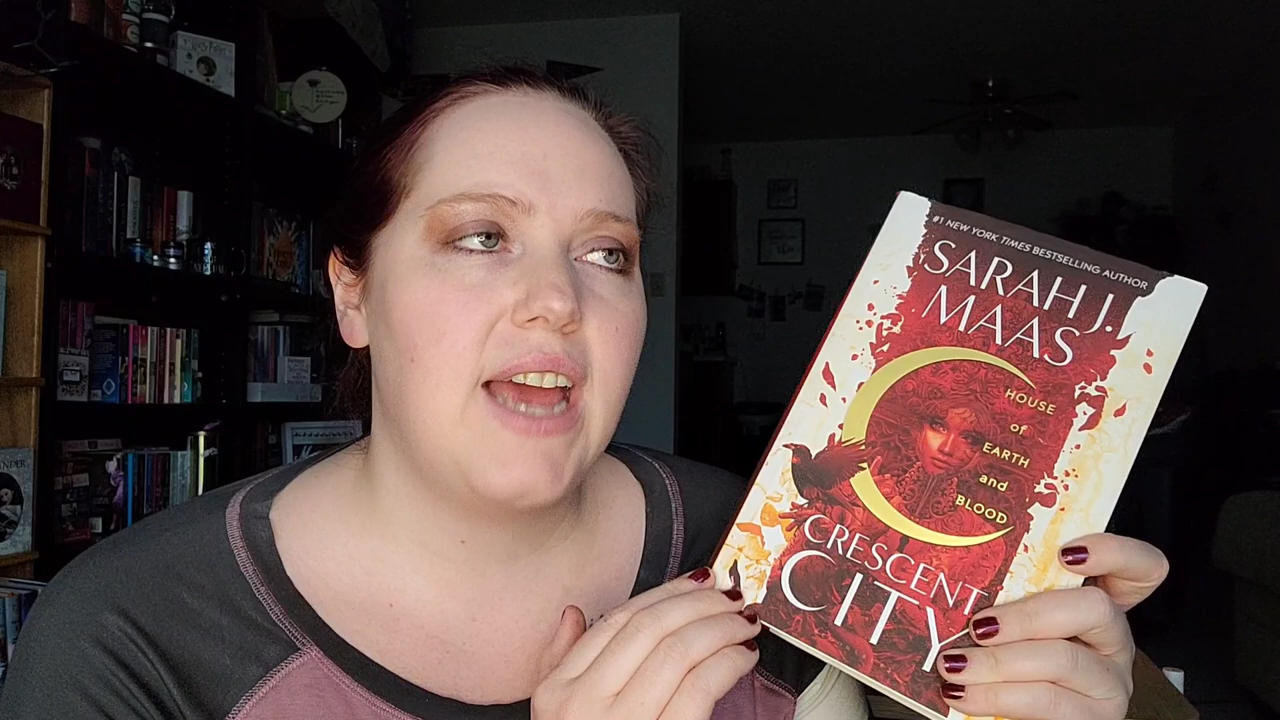 #1 NEW YORK TIMES BESTSELLING AUTHOR
SARAH J.
MAAS
HOUSE
of
EARTH
and
BLOOD
CRESCENT
CITY